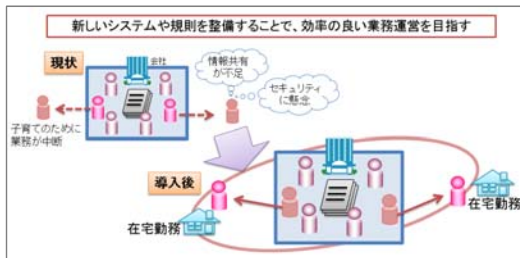 新しいシステムや規則を整備することで、効率の良い業務運営を目指す
現状
会社
情報共有
が不足
セキュリティ
に懸念
子育てのために
業務が中断
導入後
在宅勤務
在宅勤務